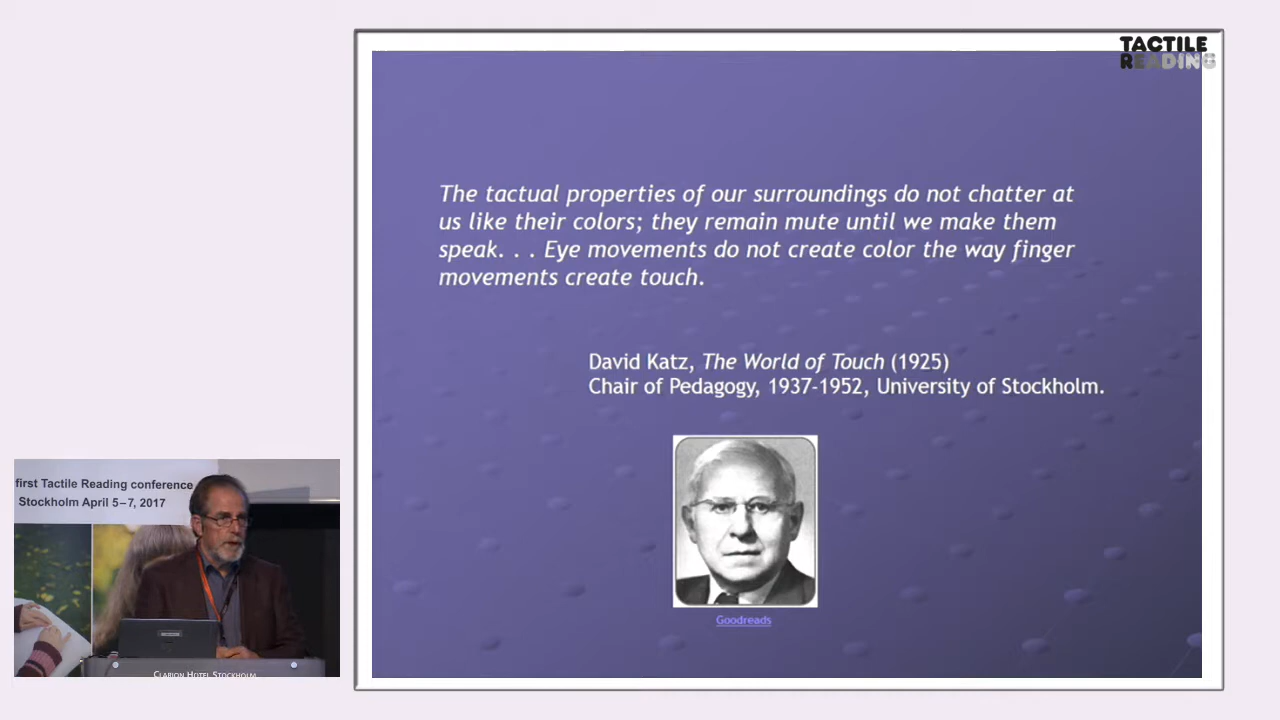 TACTILE
READING
The tactual properties of our surroundings do not chatter at
us like their colors; they remain mute until we make them
speak. . . Eye movements do not create color the way finger
movements create touch.
David Katz, The World of Touch (1925)
Chair of Pedagogy, 1937-1952, University of Stockholm.
Goodreads
first Tactile Reading conference
Stockholm April 5–7, 2017
CLARION HOTEL STOCKHOLM